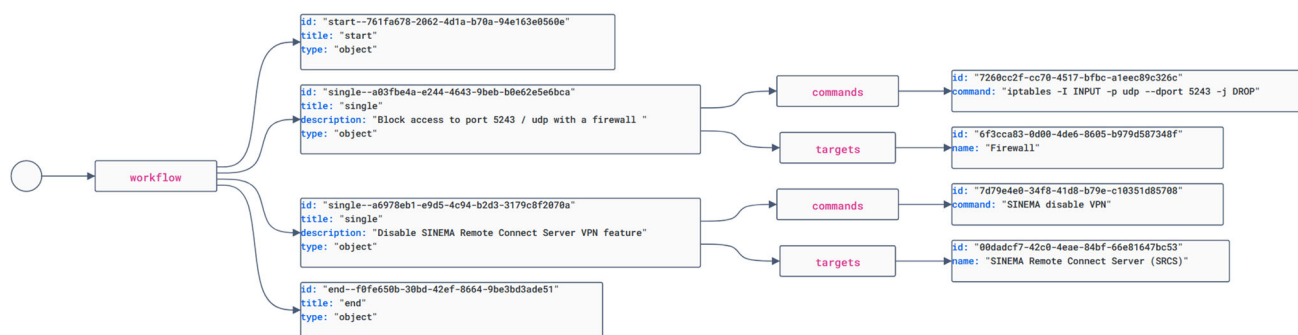 id: "start--761fa678-2062-4d1a-b70a-94e163e0560e"
title: "start"
type: "object"
id: "single--a03fbe4a-e244-4643-9beb-b0e62e5e6bca"
title: "single"
description: "Block access to port 5243 / udp with a firewall "
type: "object"
commands
id: "7260cc2f-cc70-4517-bfbc-a1eec89c326c"
command: "iptables -I INPUT -p udp --dport 5243 -j DROP"
targets
id: "6f3cca83-0d00-4de6-8605-b979d587348f"
name: "Firewall"
workflow
id: "single--a6978eb1-e9d5-4c94-b2d3-3179c8f2070a"
title: "single"
description: "Disable SINEMA Remote Connect Server VPN feature"
type: "object"
commands
id: "7d79e4e0-34f8-41d8-b79e-c10351d85708"
command: "SINEMA disable VPN"
targets
id: "00dadcf7-42c0-4eae-84bf-66e81647bc53"
name: "SINEMA Remote Connect Server (SRCS)"
id: "end--f0fe650b-30bd-42ef-8664-9be3bd3ade51"
title: "end"
type: "object"